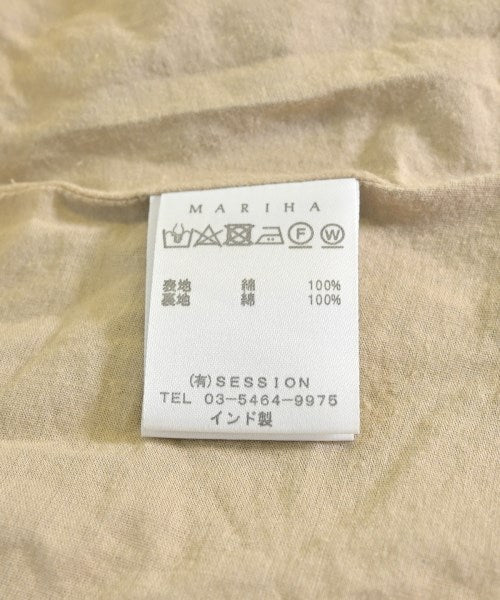 MARIHA
F W
表地 綿 100%
裏地 綿 100%
(有)SESSION
TEL 03-5464-9975
インド製